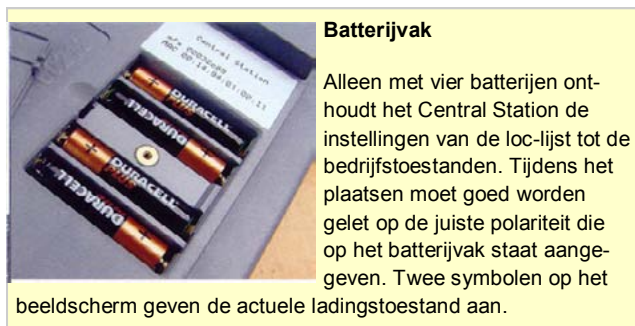 Central Station
DURACELL
DURACELL
DURACELL
DURACELL
Batterijvak
Alleen met vier batterijen ont-
houdt het Central Station de
instellingen van de loc-lijst tot de
bedrijfstoestanden. Tijdens het
plaatsen moet goed worden
gelet op de juiste polariteit die
op het batterijvak staat aange-
geven. Twee symbolen op het
beeldscherm geven de actuele ladingstoestand aan.